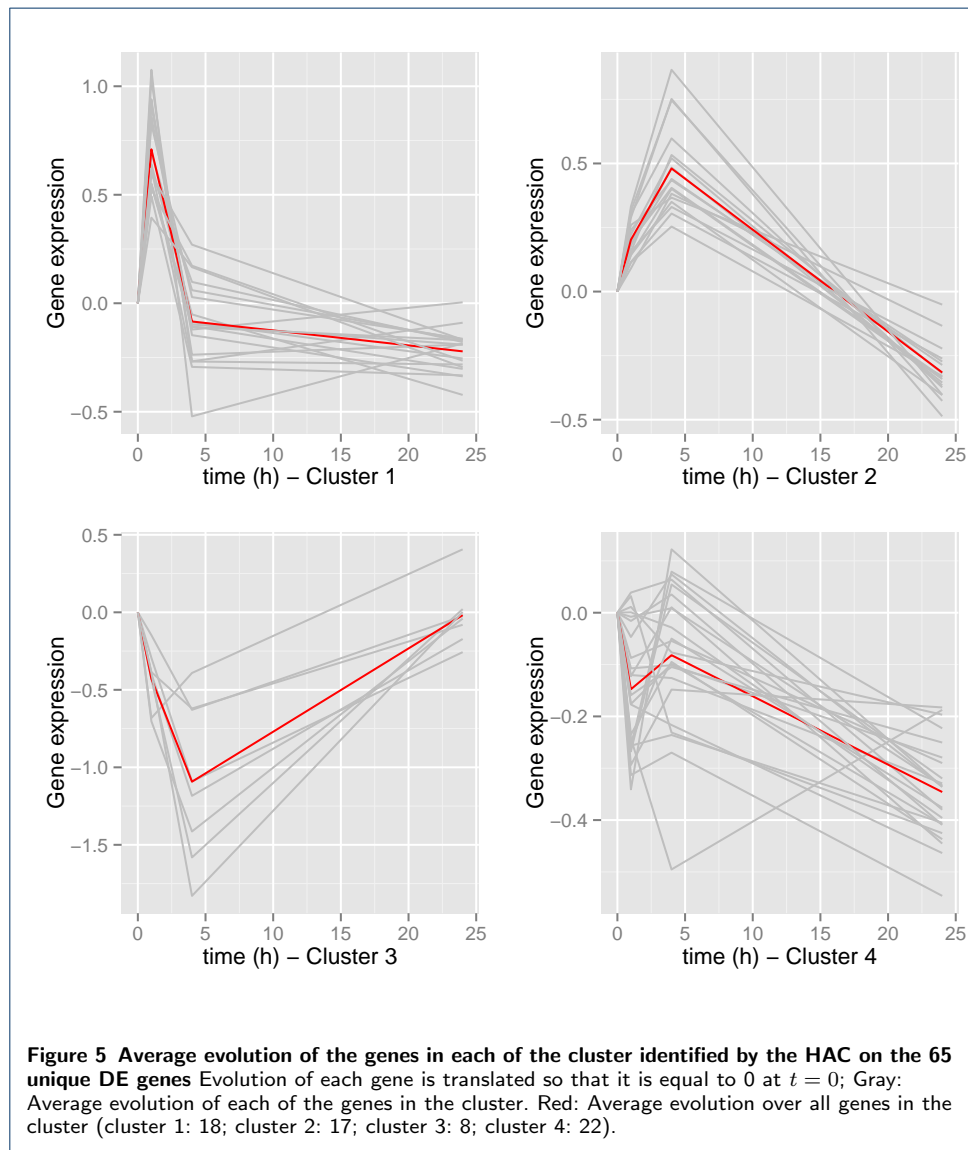 1.0
0.5
0.0
−0.5
Gene expression
0 5 10 15 20 25
time (h) − Cluster 1
0.5
0.0
−0.5
Gene expression
0 5 10 15 20 25
time (h) − Cluster 2
0.5
0.0
−0.5
−1.0
−1.5
Gene expression
0 5 10 15 20 25
time (h) − Cluster 3
0.0
−0.2
−0.4
Gene expression
0 5 10 15 20 25
time (h) − Cluster 4
Figure 5 Average evolution of the genes in each of the cluster identified by the HAC on the 65
unique DE genes Evolution of each gene is translated so that it is equal to 0 at t = 0; Gray:
Average evolution of each of the genes in the cluster. Red: Average evolution over all genes in the
cluster (cluster 1: 18; cluster 2: 17; cluster 3: 8; cluster 4: 22).